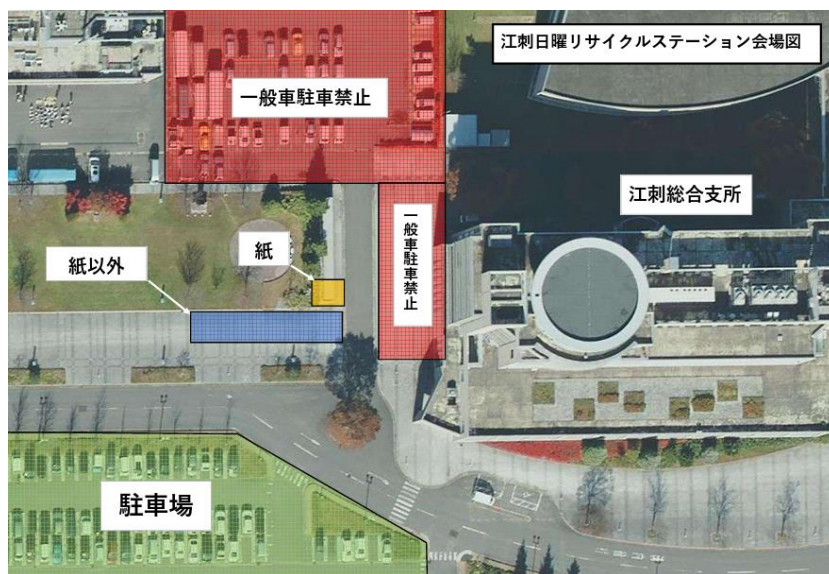 江刺日曜リサイクルステーション会場図
一般車駐車禁止
江刺総合支所
一般車駐車禁止
紙
紙以外
駐車場